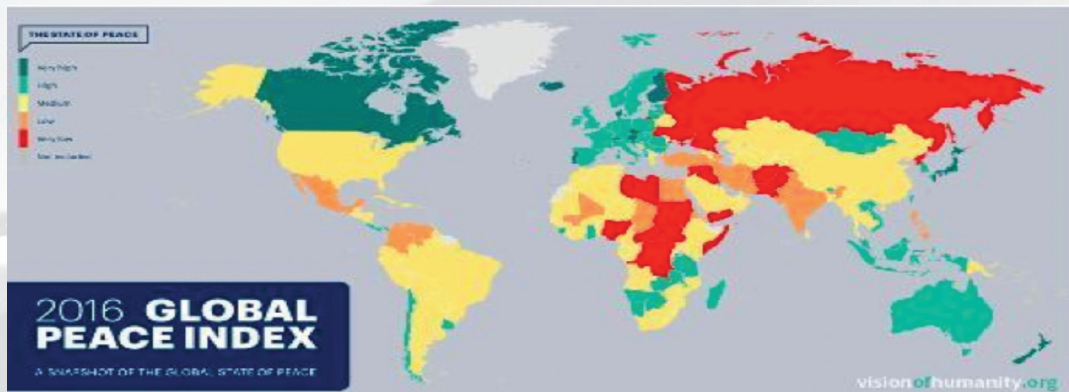 THE STATE OF PEACE
Very high
High
Medium
Low
Very low
Not included
2016 GLOBAL
PEACE INDEX
A SNAPSHOT OF THE GLOBAL STATE OF PEACE
visionofhumanity.org